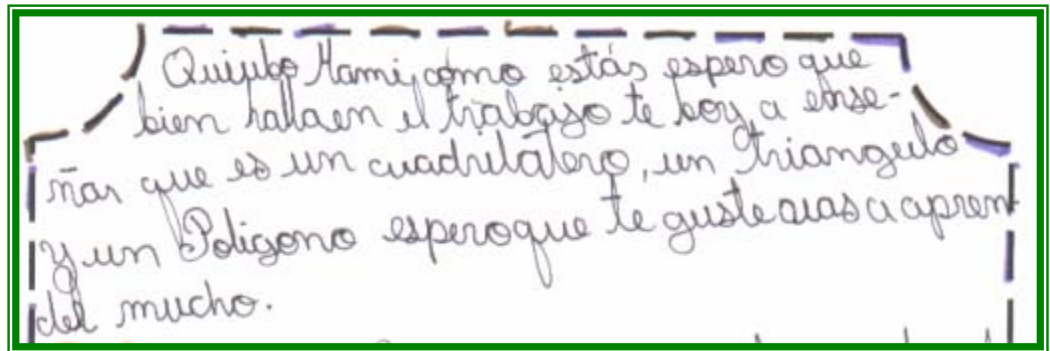 Quiubo Mami, cómo estás espero que
bien hallaen el trabajo te boy a ense-
ñar que es un cuadrilatero, un triangulo
y un Poligono esperoque te guste aias a apren-
der mucho.